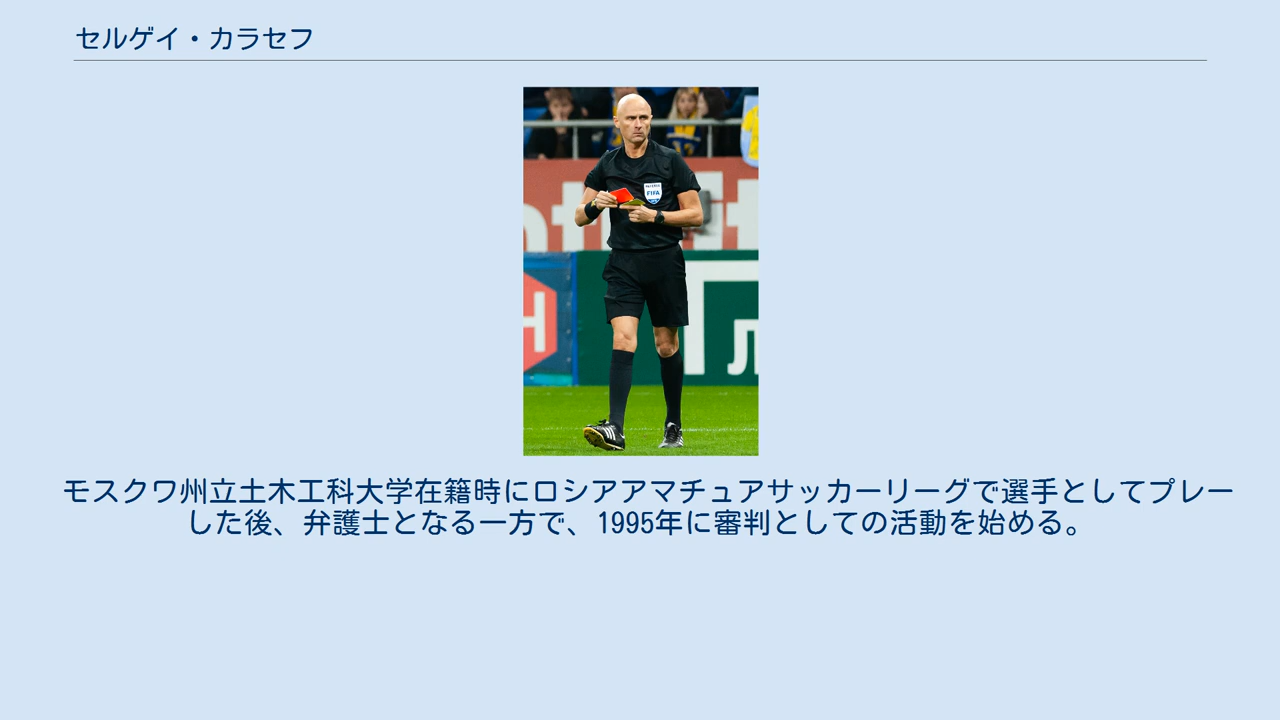 セルゲイ・カラセフ
FIFA
H
モスクワ州立土木工科大学在籍時にロシアアマチュアサッカーリーグで選手としてプレー
した後、弁護士となる一方で、1995年に審判としての活動を始める。